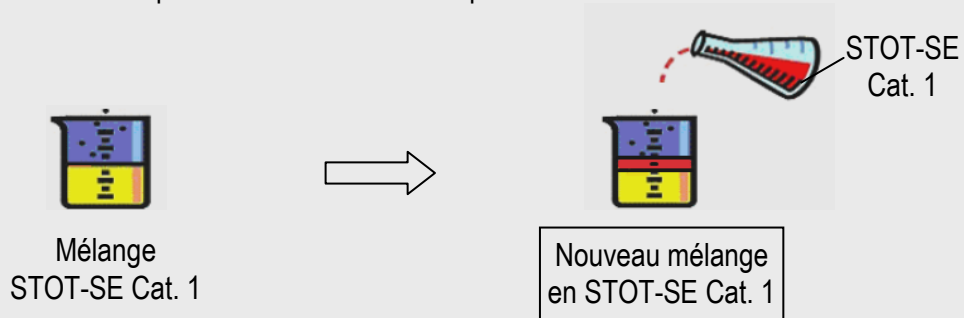 STOT-SE
Cat. 1
Mélange
STOT-SE Cat. 1
Nouveau mélange
en STOT-SE Cat. 1